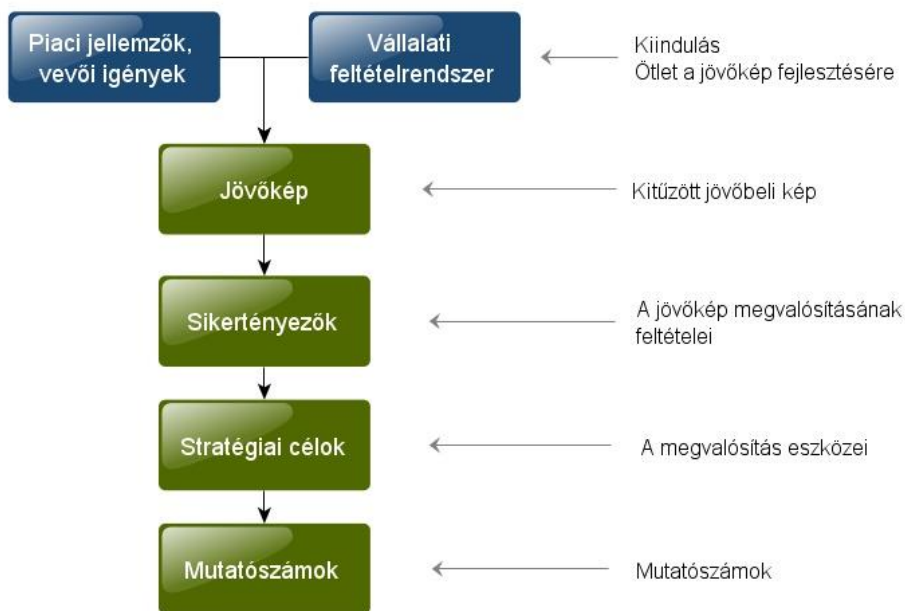 Piaci jellemzők,
vevői igények
Vállalati
feltételrendszer
Kiindulás
Ötlet a jövőkép fejlesztésére
Jövőkép
Kitűzött jövőbeli kép
Sikertényezők
A jövőkép megvalósításának
feltételei
Stratégiai célok
A megvalósítás eszközei
Mutatószámok
Mutatószámok